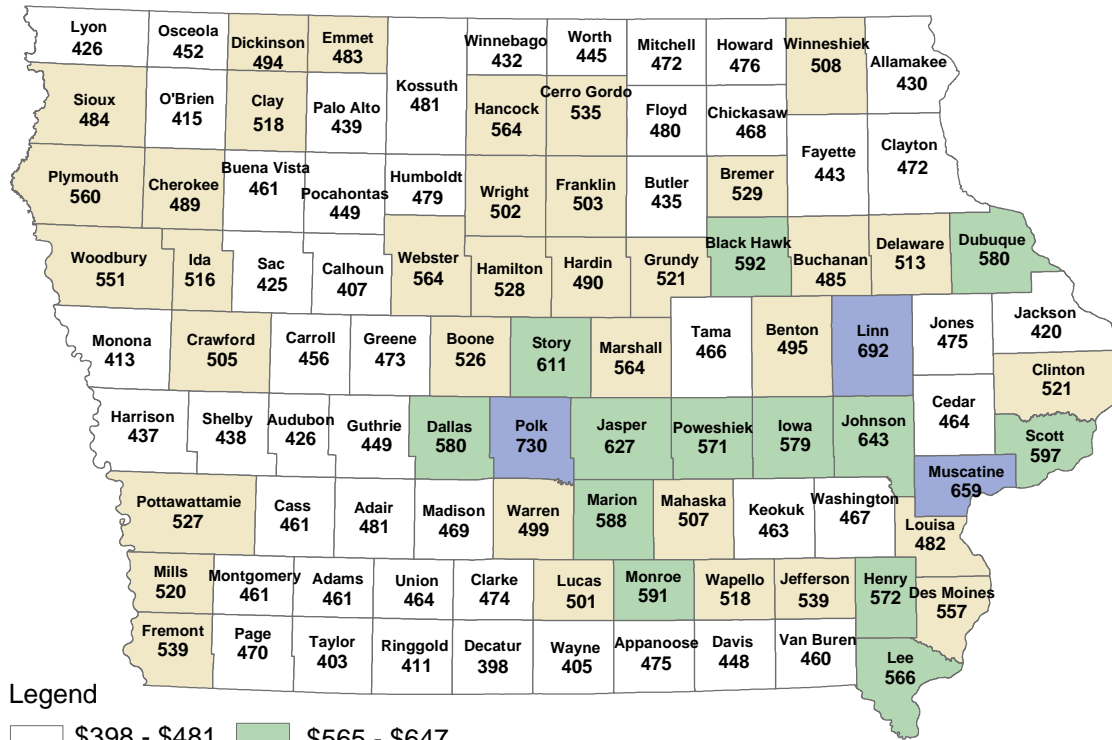 Lyon
426
Osceola
452
Dickinson
494
Emmet
483
Kossuth
481
Winnebago
432
Worth
445
Mitchell
472
Howard
476
Winneshiek
508
Allamakee
430
Sioux
484
O'Brien
415
Clay
518
Palo Alto
439
Hancock
564
Cerro Gordo
535
Floyd
480
Chickasaw
468
Fayette
443
Clayton
472
Plymouth
560
Cherokee
489
Buena Vista
461
Pocahontas
449
Humboldt
479
Wright
502
Franklin
503
Butler
435
Bremer
529
Woodbury
551
Ida
516
Sac
425
Calhoun
407
Webster
564
Hamilton
528
Hardin
490
Grundy
521
Black Hawk
592
Buchanan
485
Delaware
513
Dubuque
580
Monona
413
Crawford
505
Carroll
456
Greene
473
Boone
526
Story
611
Marshall
564
Tama
466
Benton
495
Linn
692
Jones
475
Jackson
420
Clinton
521
Harrison
437
Shelby
438
Audubon
426
Guthrie
449
Dallas
580
Polk
730
Jasper
627
Poweshiek
571
Iowa
579
Johnson
643
Cedar
464
Scott
597
Muscatine
659
Pottawattamie
527
Cass
461
Adair
481
Madison
469
Warren
499
Marion
588
Mahaska
507
Keokuk
463
Washington
467
Louisa
482
Mills
520
Montgomery
461
Adams
461
Union
464
Clarke
474
Lucas
501
Monroe
591
Wapello
518
Jefferson
539
Henry
572
Des Moines
557
Fremont
539
Page
470
Taylor
403
Ringgold
411
Decatur
398
Wayne
405
Appanoose
475
Davis
448
Van Buren
460
Lee
566
Legend
$398 - $481
$565 - $647